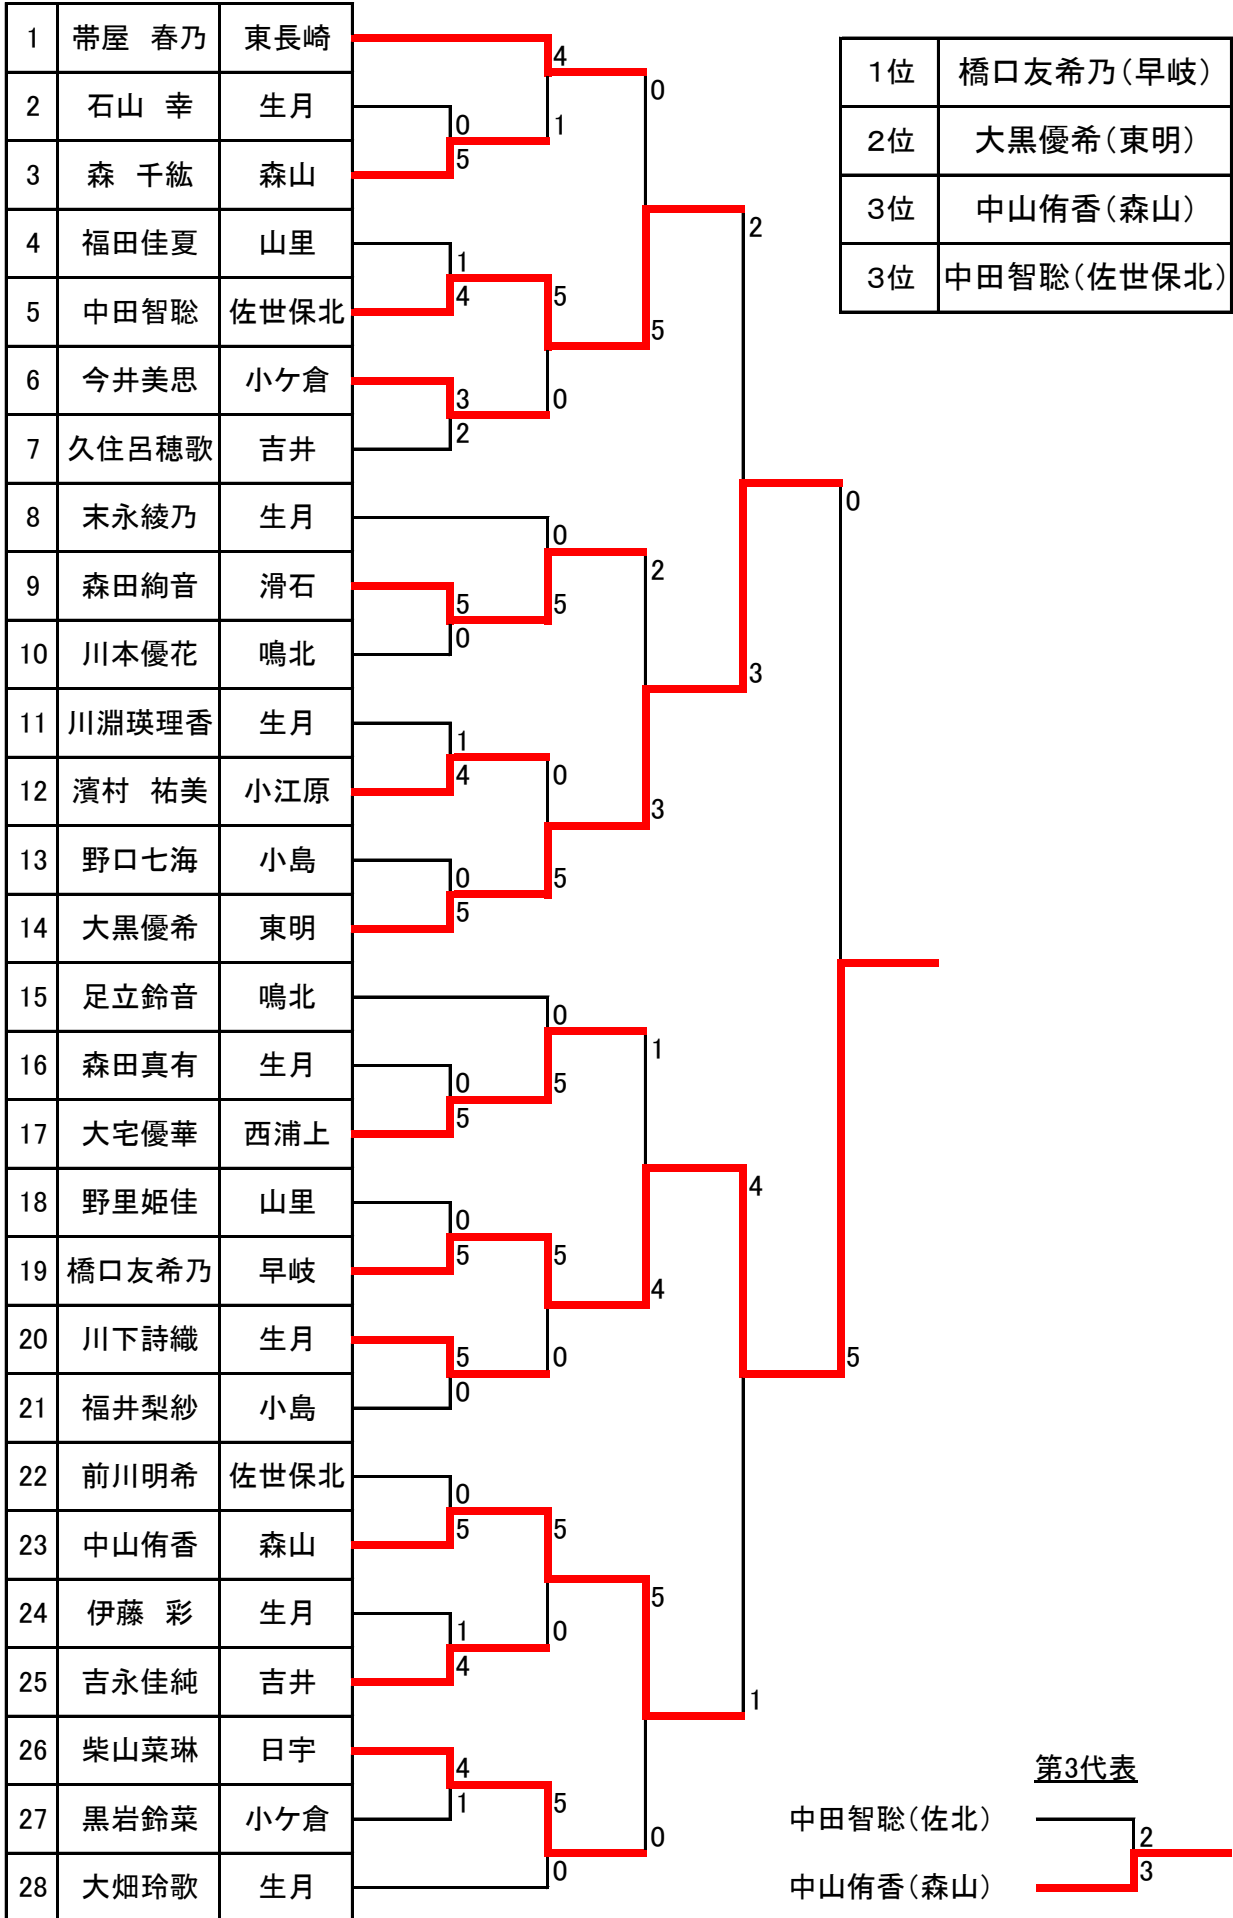 1 帯屋 春乃 東長崎
2 石山 幸 生月
3 森 千紘 森山
4 福田佳夏 山里
5 中田智聡 佐世保北
6 今井美思 小ケ倉
7 久住呂穂歌 吉井
8 末永綾乃 生月
9 森田絢音 滑石
10 川本優花 鳴北
11 川淵瑛理香 生月
12 濱村 祐美 小江原
13 野口七海 小島
14 大黒優希 東明
15 足立鈴音 鳴北
16 森田真有 生月
17 大宅優華 西浦上
18 野里姫佳 山里
19 橋口友希乃 早岐
20 川下詩織 生月
21 福井梨紗 小島
22 前川明希 佐世保北
23 中山侑香 森山
24 伊藤 彩 生月
25 吉永佳純 吉井
26 柴山菜琳 日宇
27 黒岩鈴菜 小ケ倉
28 大畑玲歌 生月
0
5
1
4
3
2
5
0
1
4
0
5
0
5
0
5
5
0
0
5
1
4
4
1
4
1
5
0
0
5
0
5
0
5
5
0
5
0
5
0
0
5
2
3
1
4
5
0
2
3
4
1
0
5
1位 橋口友希乃(早岐)
2位 大黒優希(東明)
3位 中山侑香(森山)
3位 中田智聡(佐世保北)
第3代表
中田智聡(佐北)
2
3
中山侑香(森山)